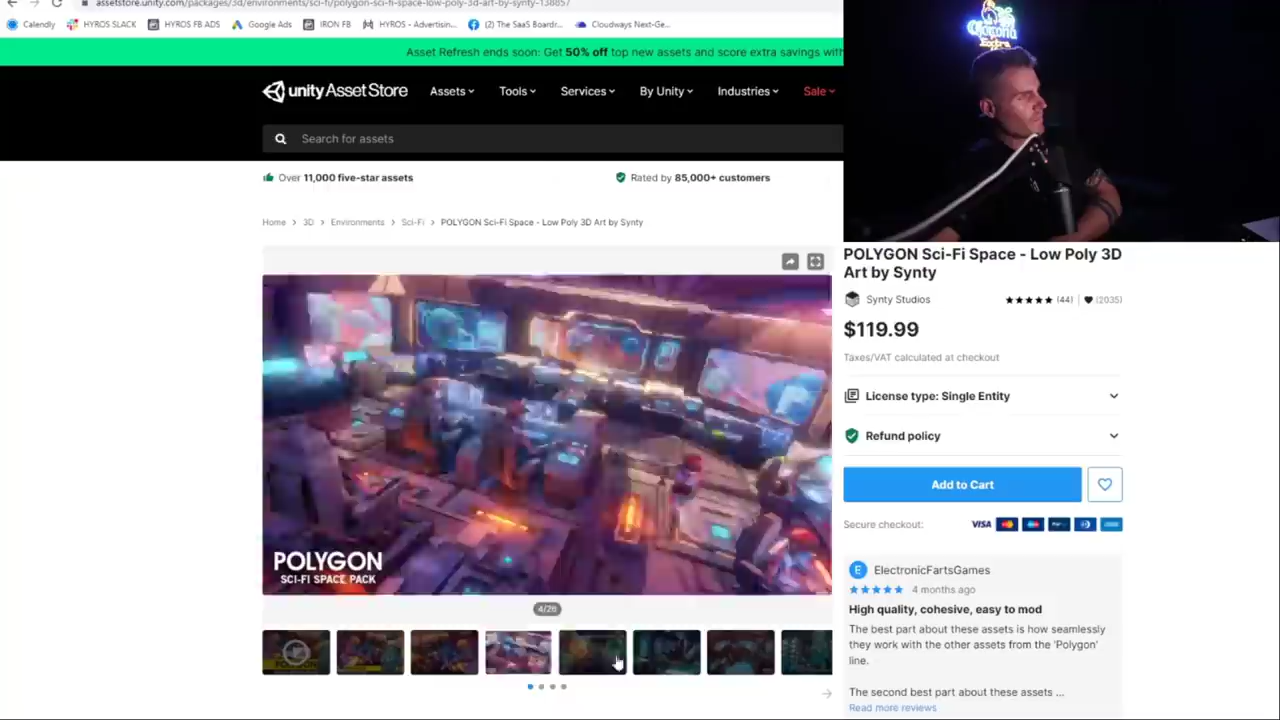 assetstore.unity.com/packages/3d/environments/sci-fi/polygon-sci-fi-space-low-poly-3d-art-by-synty-138857
Calendly
HYROS SLACK
HYROS FB ADS
Google Ads
IRON FB
HYROS - Advertisin...
(2) The SaaS Boardr...
Cloudways Next-Ge...
Asset Refresh ends soon: Get 50% off top new assets and score extra savings with
unity Asset Store
Assets
Tools
Services
By Unity
Industries
Sale
Search for assets
Over 11,000 five-star assets
Rated by 85,000+ customers
Home > 3D > Environments > Sci-Fi > POLYGON Sci-Fi Space - Low Poly 3D Art by Synty
POLYGON
SCI-FI SPACE PACK
4/26
POLYGON Sci-Fi Space - Low Poly 3D
Art by Synty
Synty Studios
(44) | (2035)
$119.99
Taxes/VAT calculated at checkout
License type: Single Entity
Refund policy
Add to Cart
Secure checkout:
VISA
E ElectronicFartsGames
4 months ago
High quality, cohesive, easy to mod
The best part about these assets is how seamlessly
they work with the other assets from the 'Polygon'
line.
The second best part about these assets ...
Read more reviews